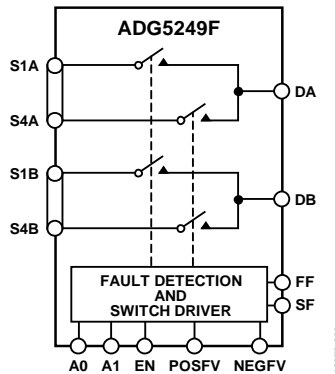 ADG5249F
S1A
DA
S4A
S1B
DB
S4B
FAULT DETECTION
AND
SWITCH DRIVER
FF
SF
A0 A1 EN POSFV NEGFV